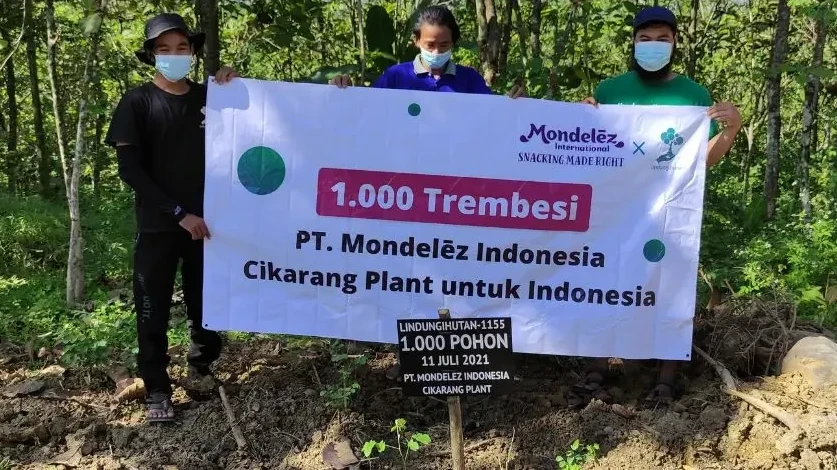 Mondelēz
International
SNACKING MADE RIGHT
×
1.000 Trembesi
PT. Mondelēz Indonesia
Cikarang Plant untuk Indonesia
LINDUNGIHUTAN-1155
1.000 POHON
11 JULI 2021
PT. MONDELEZ INDONESIA
CIKARANG PLANT